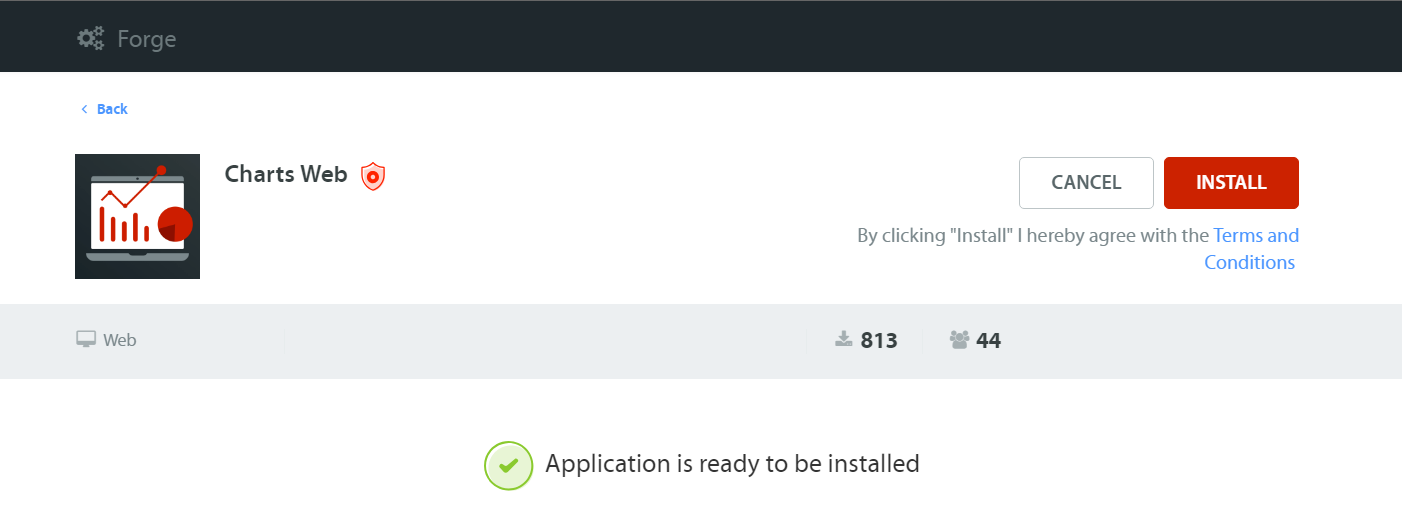 Forge
Back
Charts Web
CANCEL
INSTALL
By clicking "Install" I hereby agree with the Terms and
Conditions
Web
813
44
Application is ready to be installed